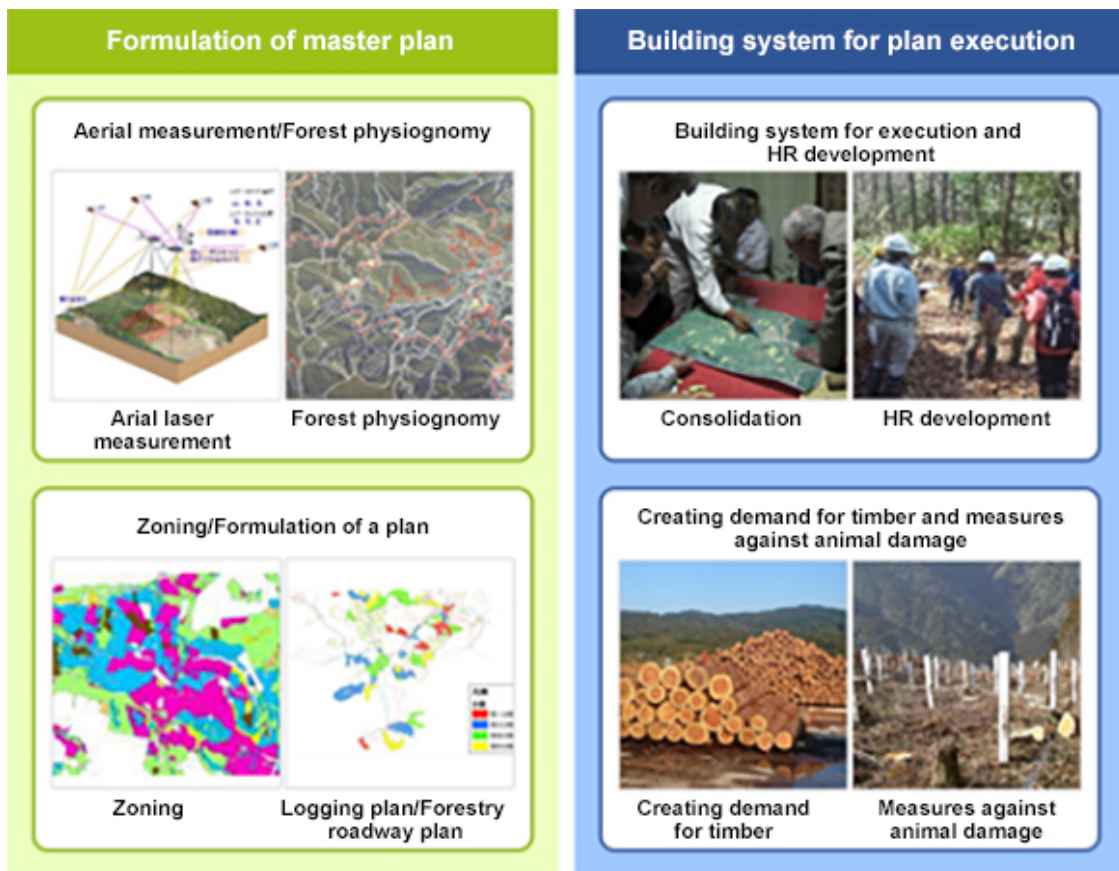 Formulation of master plan
Aerial measurement/Forest physiognomy
Arial laser
measurement
Forest physiognomy
Zoning/Formulation of a plan
Zoning
Logging plan/Forestry
roadway plan
Building system for plan execution
Building system for execution and
HR development
Consolidation
HR development
Creating demand for timber and measures
against animal damage
Creating demand
for timber
Measures against
animal damage